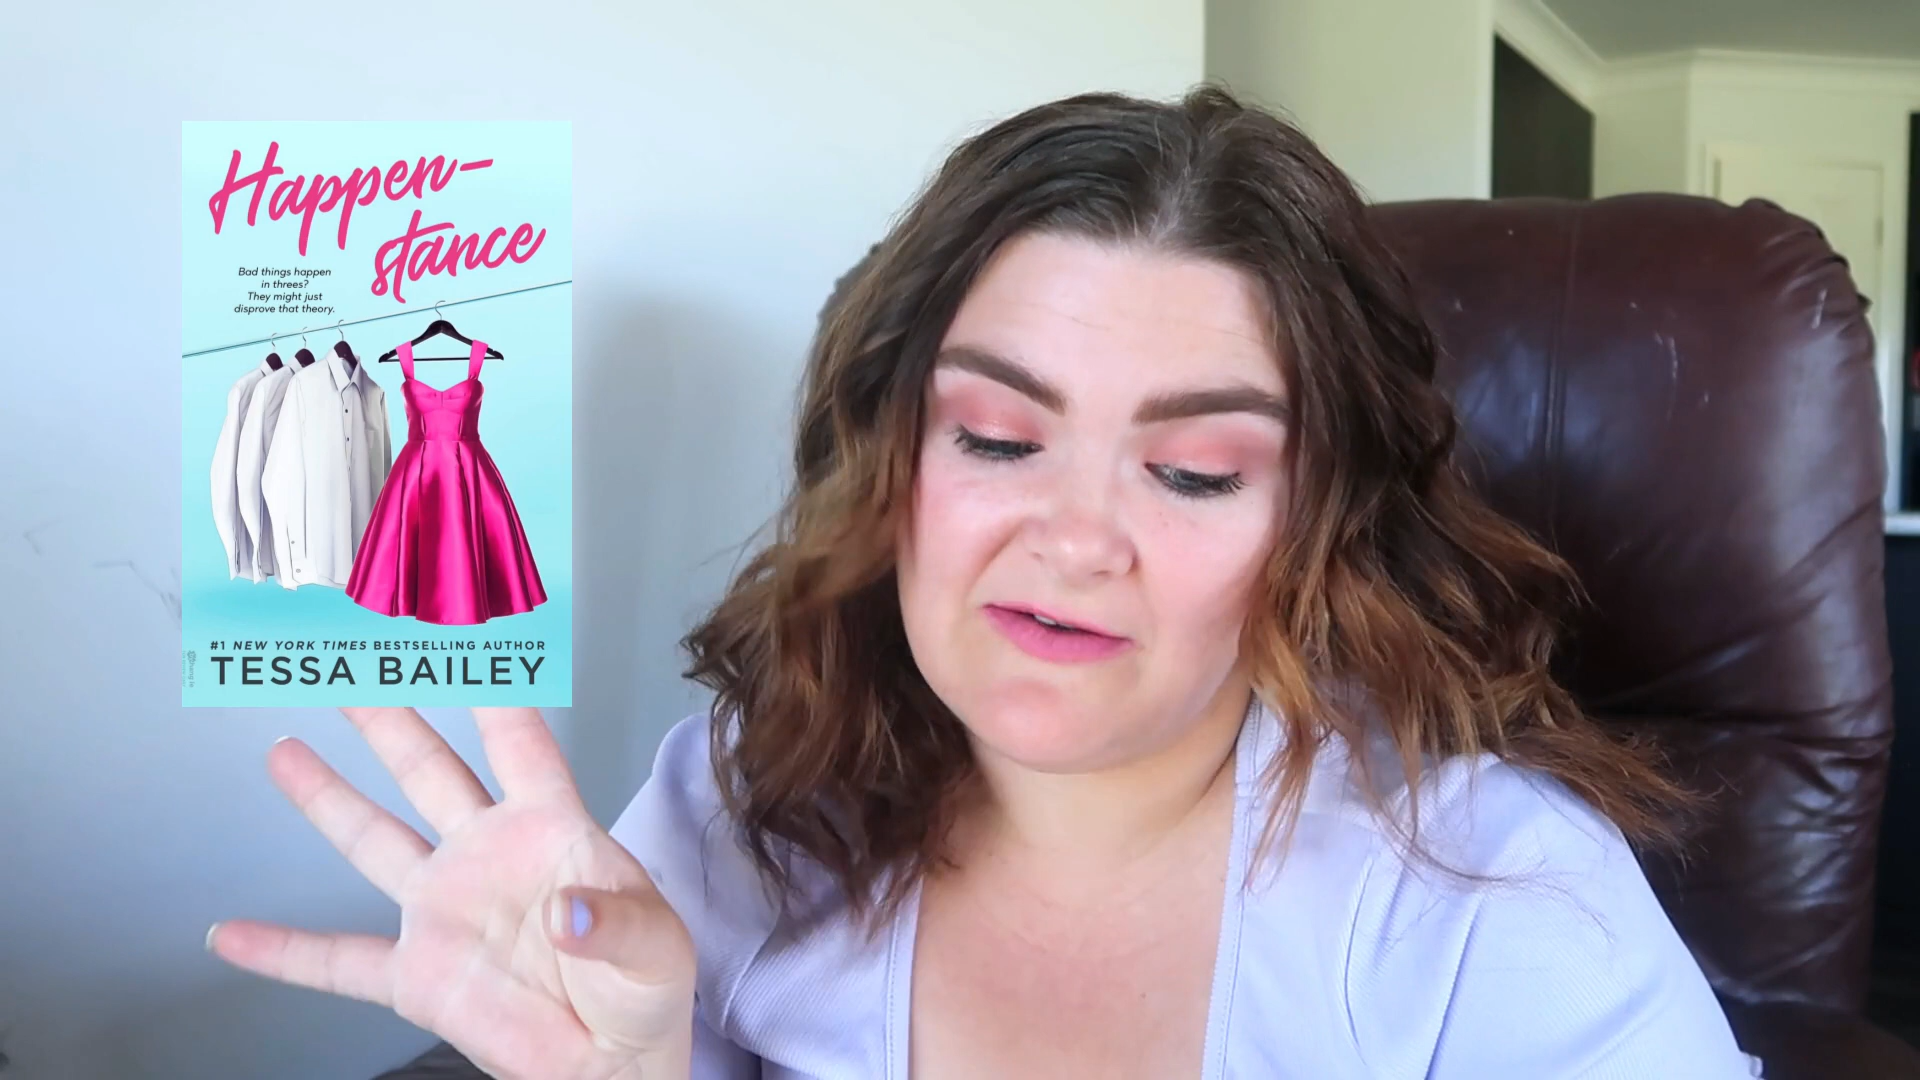 Happen-
stance
Bad things happen
in threes?
They might just
disprove that theory.
#1 NEW YORK TIMES BESTSELLING AUTHOR
TESSA BAILEY